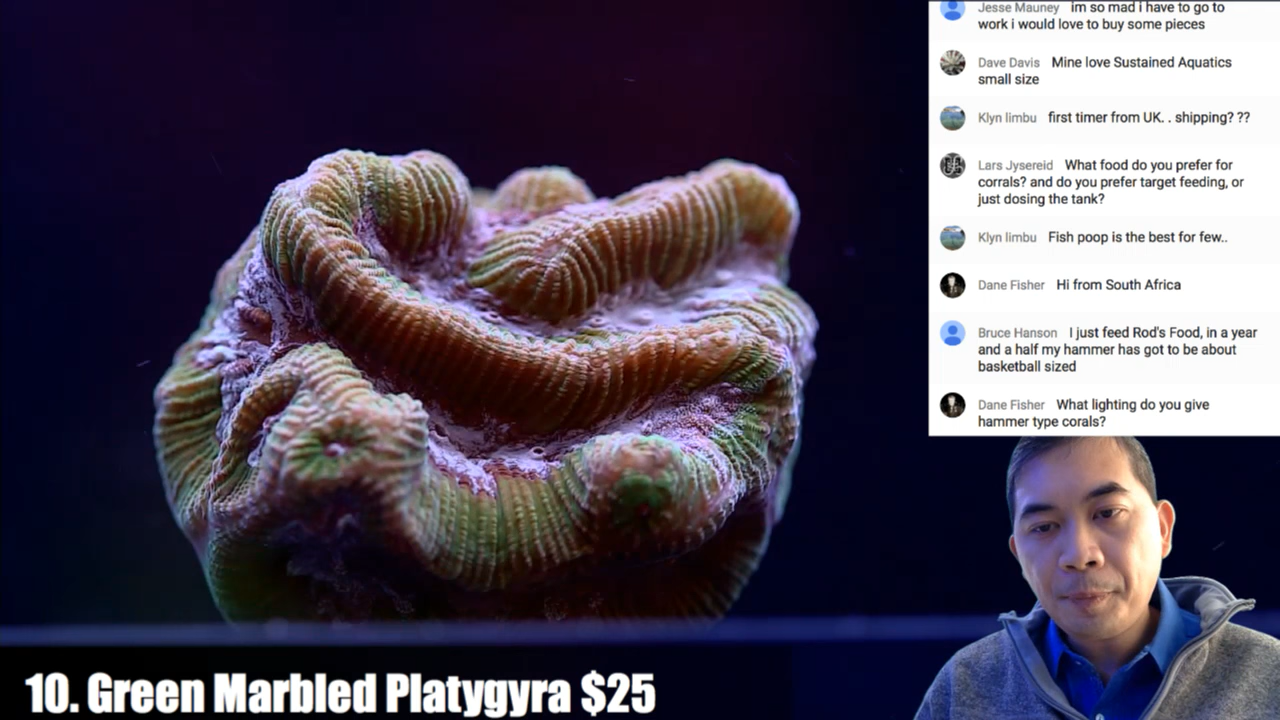 Jesse Mauney im so mad i have to go to
work i would love to buy some pieces
Dave Davis Mine love Sustained Aquatics
small size
Klyn limbu first timer from UK. . shipping? ??
Lars Jysereid What food do you prefer for
corrals? and do you prefer target feeding, or
just dosing the tank?
Klyn limbu Fish poop is the best for few..
Dane Fisher Hi from South Africa
Bruce Hanson I just feed Rod's Food, in a year
and a half my hammer has got to be about
basketball sized
Dane Fisher What lighting do you give
hammer type corals?
10. Green Marbled Platygyra $25